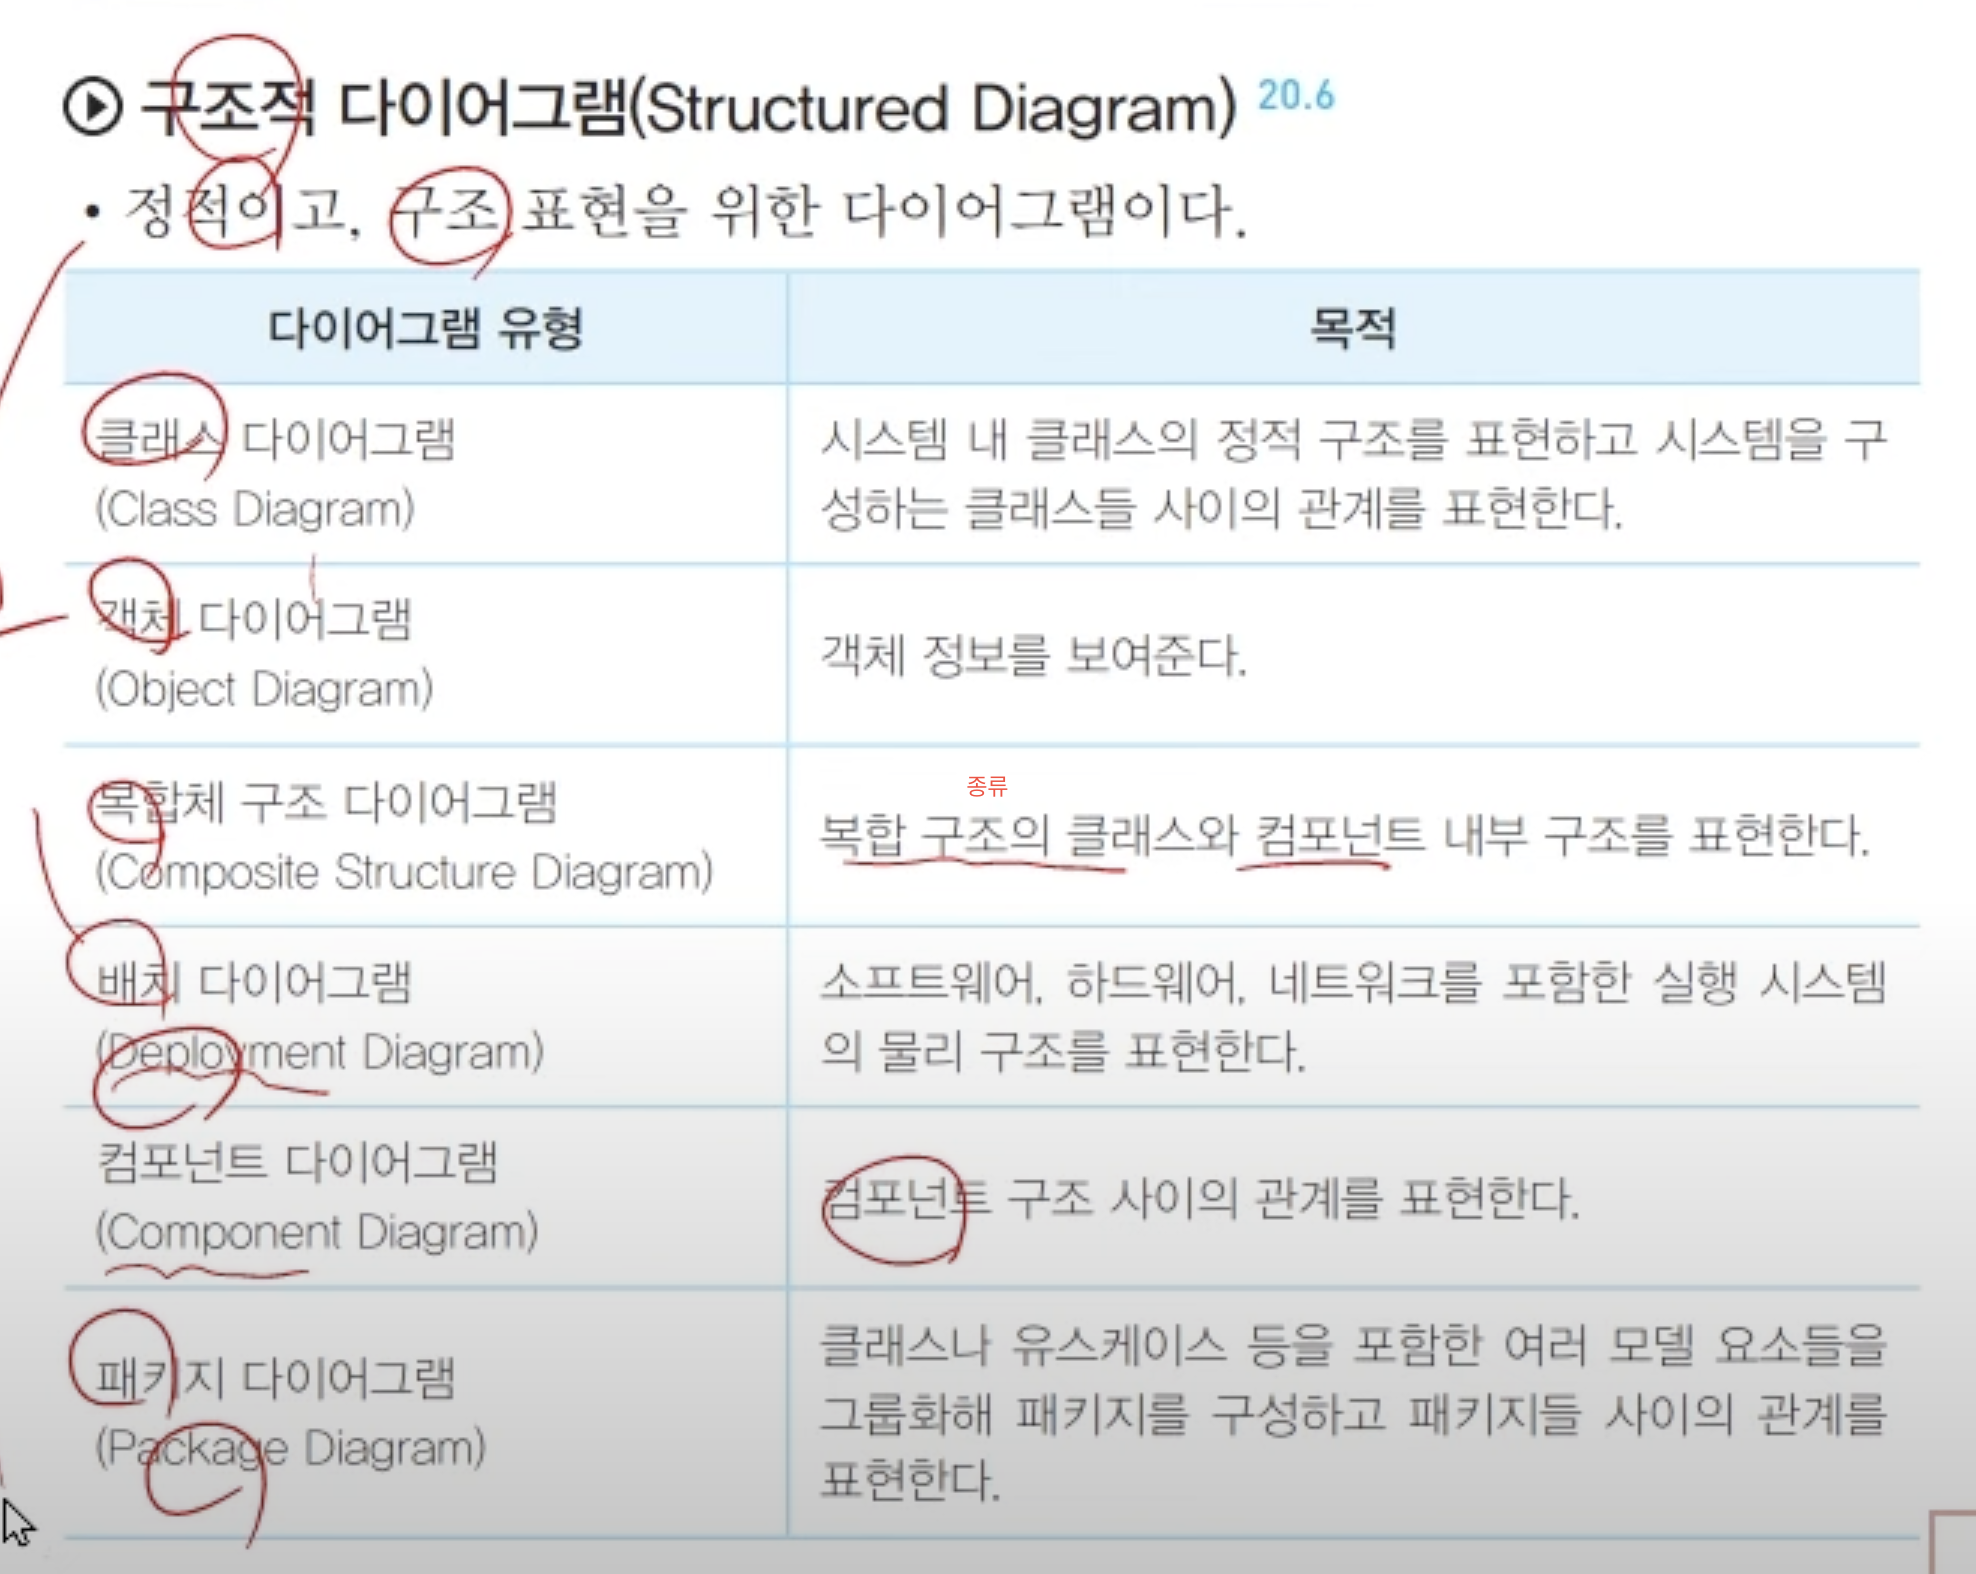 구조적 다이어그램(Structured Diagram) 20.6
• 정적이고, 구조 표현을 위한 다이어그램이다.
다이어그램 유형
목적
클래스 다이어그램
(Class Diagram)
시스템 내 클래스의 정적 구조를 표현하고 시스템을 구
성하는 클래스들 사이의 관계를 표현한다.
객체 다이어그램
(Object Diagram)
객체 정보를 보여준다.
복합체 구조 다이어그램
(Composite Structure Diagram)
종류
복합 구조의 클래스와 컴포넌트 내부 구조를 표현한다.
배치 다이어그램
(Deployment Diagram)
소프트웨어, 하드웨어, 네트워크를 포함한 실행 시스템
의 물리 구조를 표현한다.
컴포넌트 다이어그램
(Component Diagram)
컴포넌트 구조 사이의 관계를 표현한다.
패키지 다이어그램
(Package Diagram)
클래스나 유스케이스 등을 포함한 여러 모델 요소들을
그룹화해 패키지를 구성하고 패키지들 사이의 관계를
표현한다.